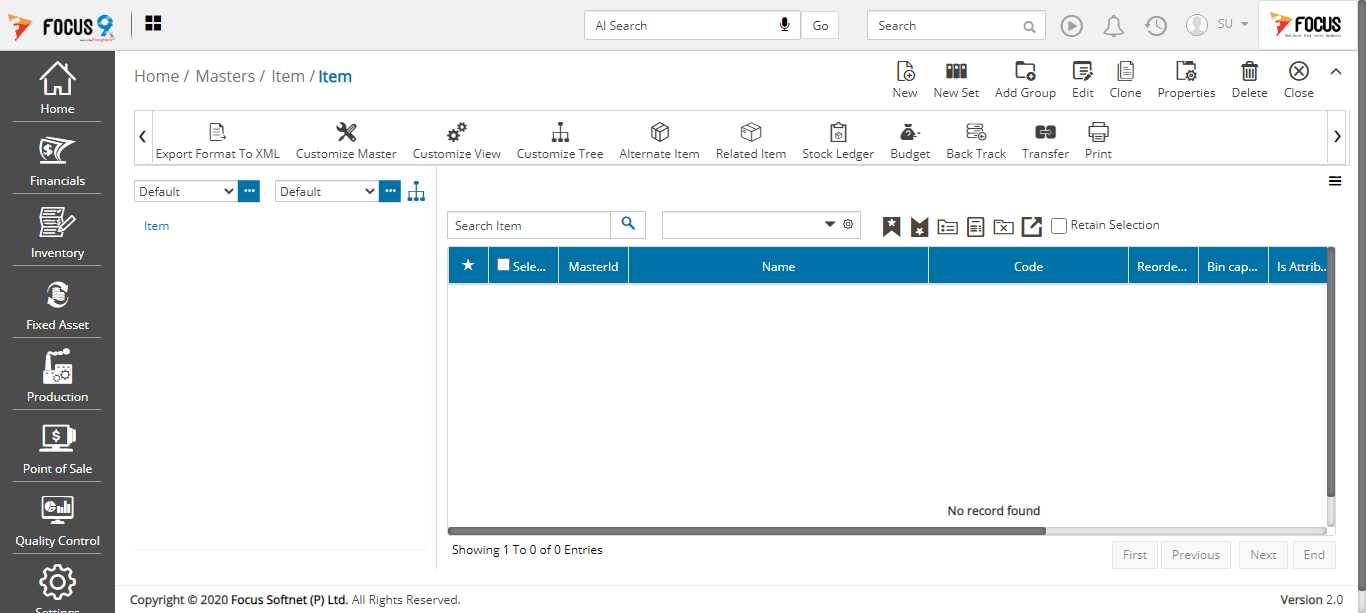 FOCUS 9
AI Search
Go
Search
SU
FOCUS
Home
Financials
Inventory
Fixed Asset
Production
Point of Sale
Quality Control
Settings
Home / Masters / Item / Item
New
New Set
Add Group
Edit
Clone
Properties
Delete
Close
Export Format To XML
Customize Master
Customize View
Customize Tree
Alternate Item
Related Item
Stock Ledger
Budget
Back Track
Transfer
Print
Default
Default
Item
Search Item
Retain Selection
Sele...
MasterId
Name
Code
Reorde...
Bin cap...
Is Attrib...
No record found
Showing 1 To 0 of 0 Entries
First
Previous
Next
End
Copyright © 2020 Focus Softnet (P) Ltd. All Rights Reserved.
Version 2.0